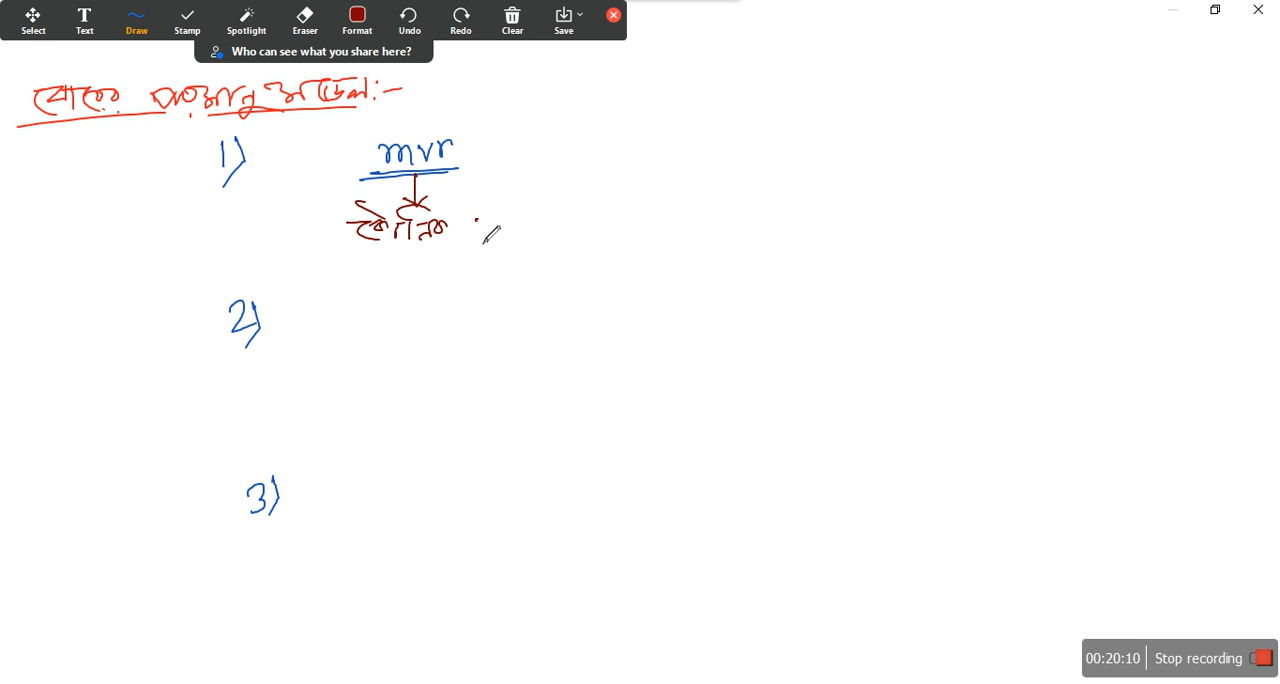 Select Text Draw Stamp Spotlight Eraser Format Undo Redo Clear Save
Who can see what you share here?
বোরের পরমাণু মডেল:-
1) mvr
কৌণিক
2)
3)
00:20:10 Stop recording